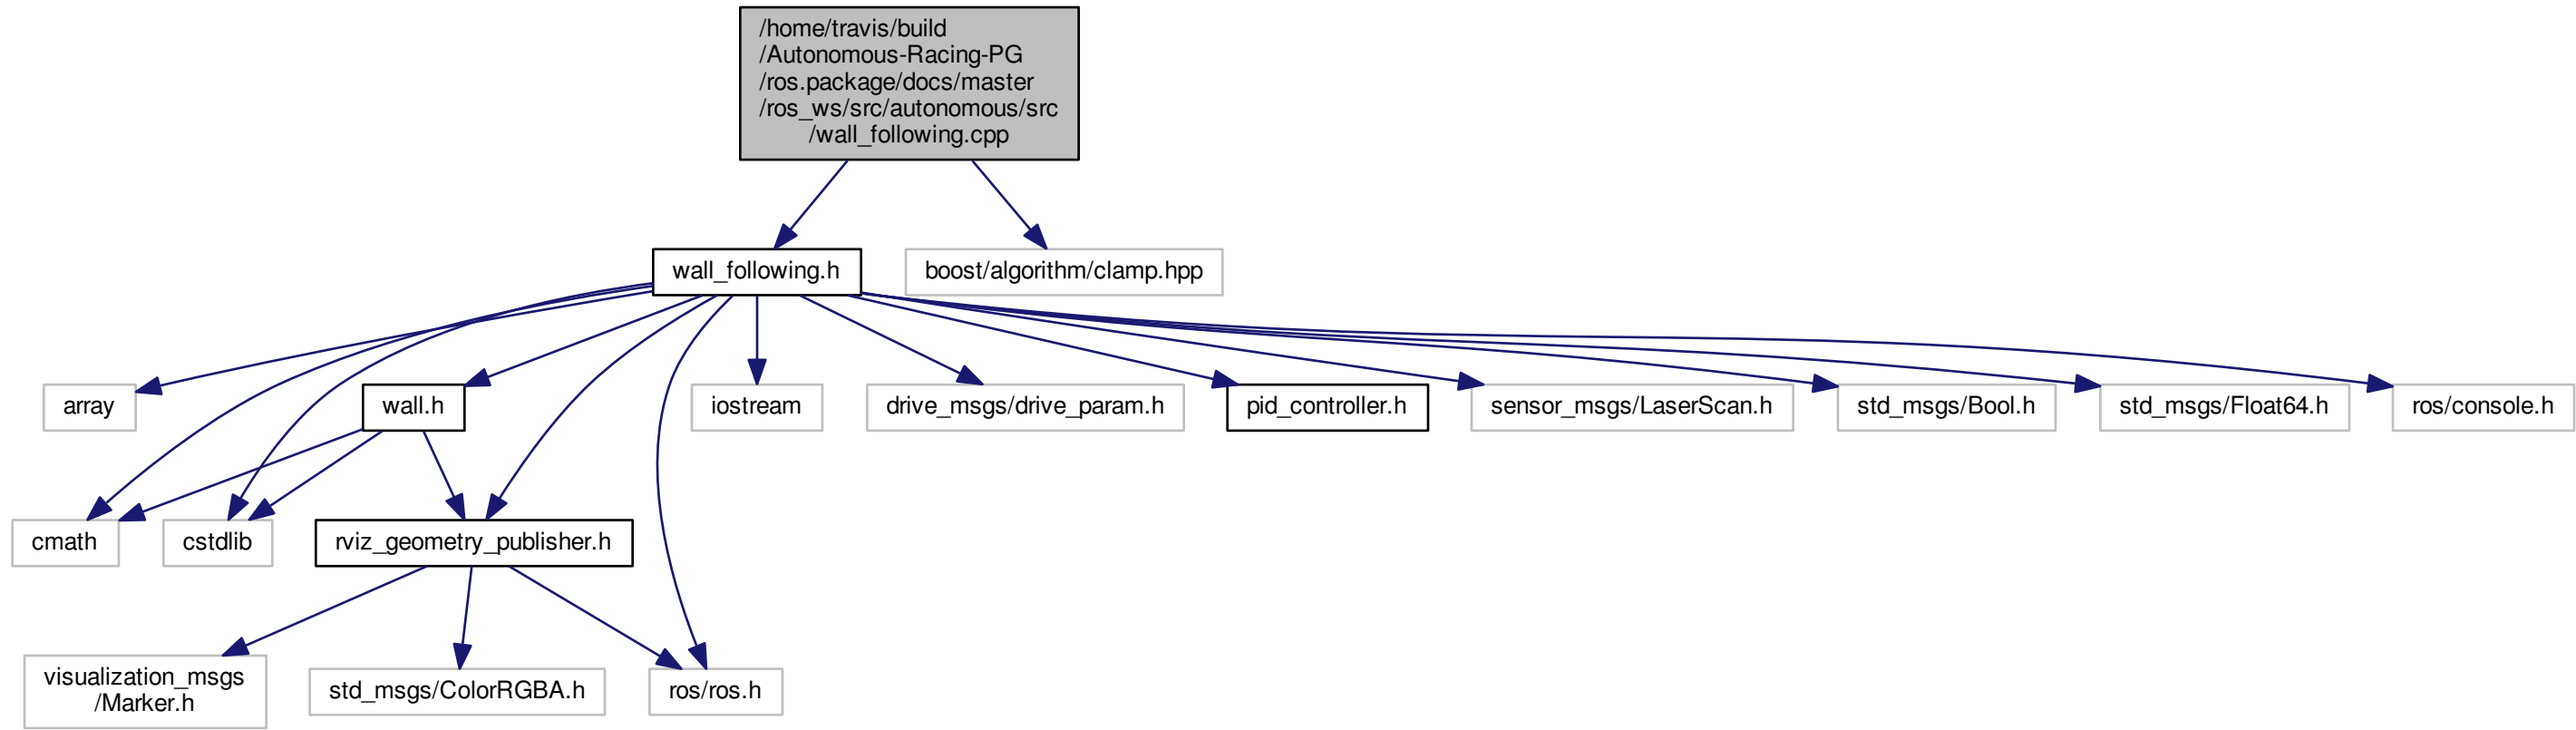 /home/travis/build
/Autonomous-Racing-PG
/ros.package/docs/master
/ros_ws/src/autonomous/src
/wall_following.cpp
wall_following.h
boost/algorithm/clamp.hpp
array
wall.h
iostream
drive_msgs/drive_param.h
pid_controller.h
sensor_msgs/LaserScan.h
std_msgs/Bool.h
std_msgs/Float64.h
ros/console.h
cmath
cstdlib
rviz_geometry_publisher.h
visualization_msgs
/Marker.h
std_msgs/ColorRGBA.h
ros/ros.h